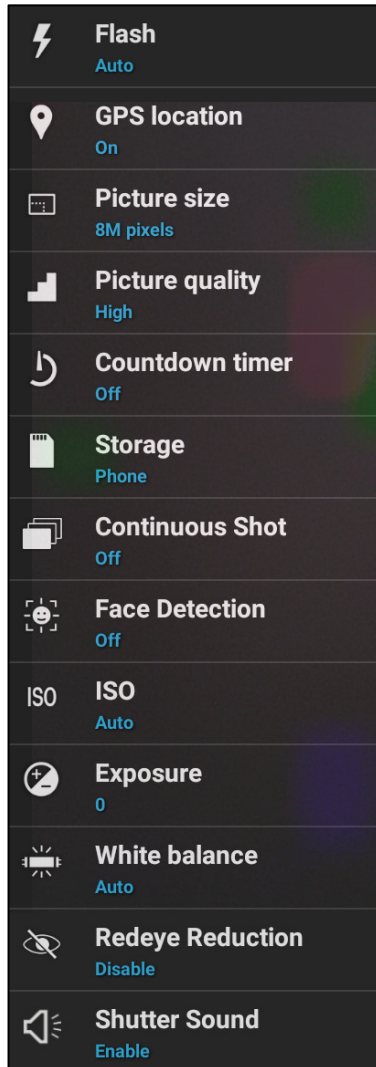 Flash
Auto
GPS location
On
Picture size
8M pixels
Picture quality
High
Countdown timer
Off
Storage
Phone
Continuous Shot
Off
Face Detection
Off
ISO
ISO
Auto
Exposure
0
White balance
Auto
Redeye Reduction
Disable
Shutter Sound
Enable